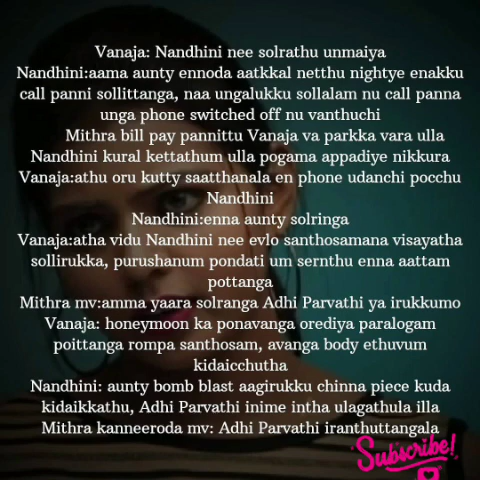 Vanaja: Nandhini nee solrathu unmaiya
Nandhini:aama aunty ennoda aatkkal netthu nightye enakku
call panni sollittanga, naa ungalukku sollalam nu call panna
unga phone switched off nu vanthuchi
Mithra bill pay pannittu Vanaja va parkka vara ulla
Nandhini kural kettathum ulla pogama appadiye nikkura
Vanaja:athu oru kutty saatthanala en phone udanchi pocchu
Nandhini
Nandhini:enna aunty solringa
Vanaja:atha vidu Nandhini nee evlo santhosamana visayatha
sollirukka, purushanum pondati um sernthu enna aattam
pottanga
Mithra mv:amma yaara solranga Adhi Parvathi ya irukkumo
Vanaja: honeymoon ka ponavanga orediya paralogam
poittanga rompa santhosam, avanga body ethuvum
kidaicchutha
Nandhini: aunty bomb blast aagirukku chinna piece kuda
kidaikkathu, Adhi Parvathi inime intha ulagathula illa
Mithra kanneeroda mv: Adhi Parvathi iranthuttangala
Subscribe!